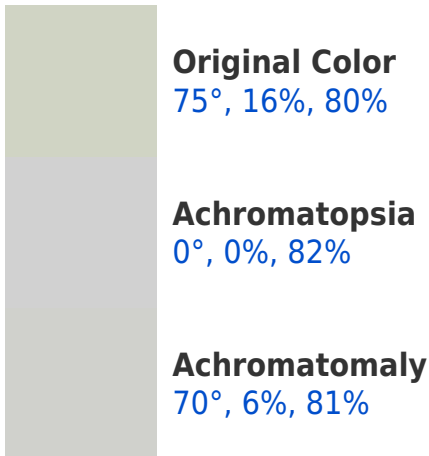 Original Color
75°, 16%, 80%
Achromatopsia
0°, 0%, 82%
Achromatomaly
70°, 6%, 81%